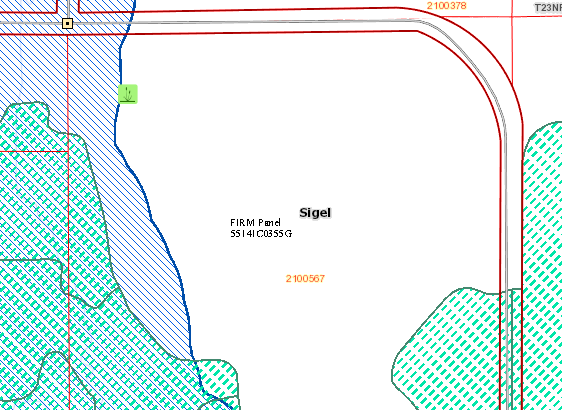 2100378
T23NR
Sigel
FIRM Panel
55141C0355G
2100567